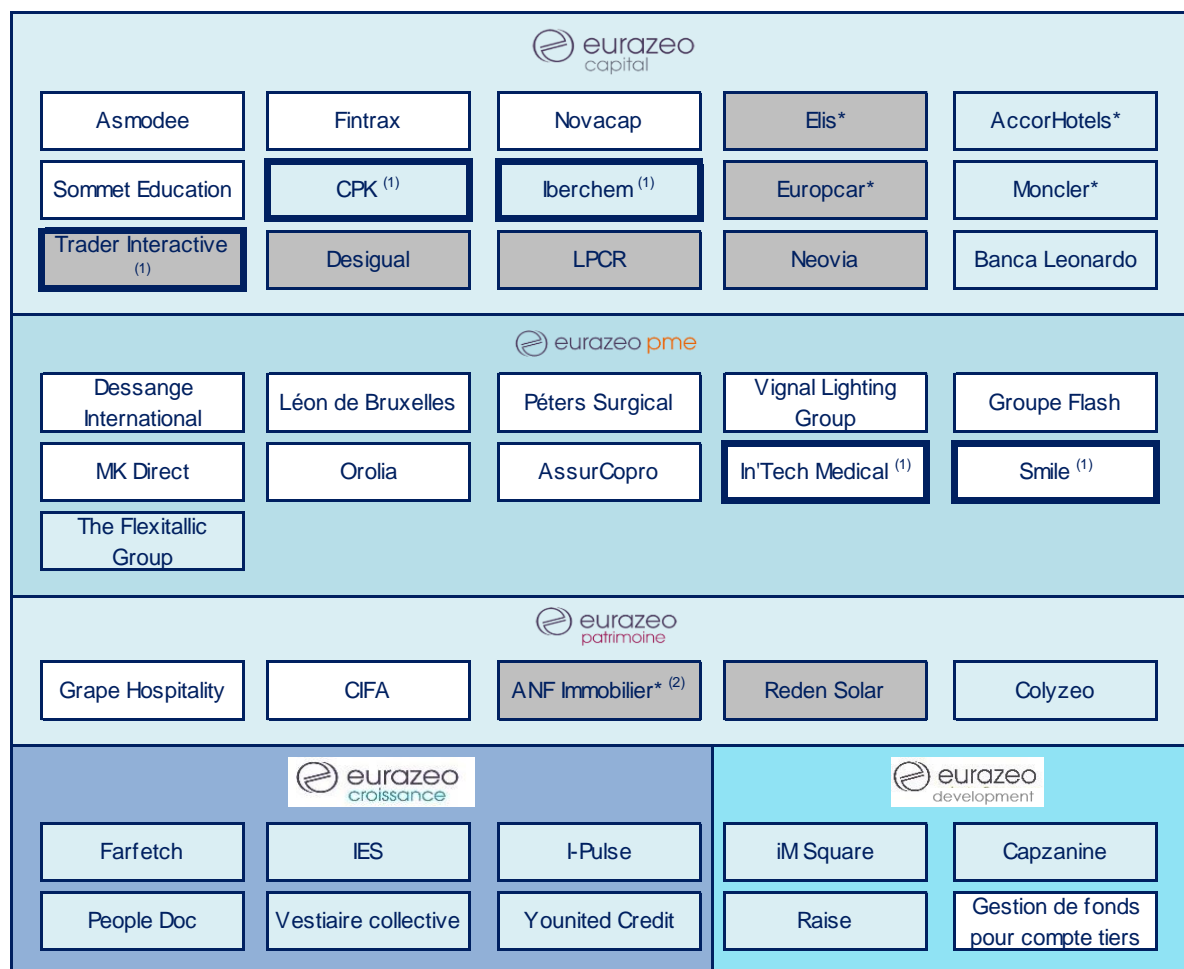 eurazeo
capital
Asmodee
Fintrax
Novacap
Elis*
AccorHotels*
Sommet Education
CPK (1)
Iberchem (1)
Europcar*
Moncler*
Trader Interactive
(1)
Desigual
LPCR
Neovia
Banca Leonardo
eurazeo pme
Dessange
International
Léon de Bruxelles
Péters Surgical
Vignal Lighting
Group
Groupe Flash
MK Direct
Orolia
AssurCopro
In'Tech Medical (1)
Smile (1)
The Flexitallic
Group
eurazeo
patrimoine
Grape Hospitality
CIFA
ANF Immobilier* (2)
Reden Solar
Colyzeo
eurazeo
croissance
Farfetch
IES
I-Pulse
People Doc
Vestiaire collective
Younited Credit
eurazeo
development
iM Square
Capzanine
Raise
Gestion de fonds
pour compte tiers